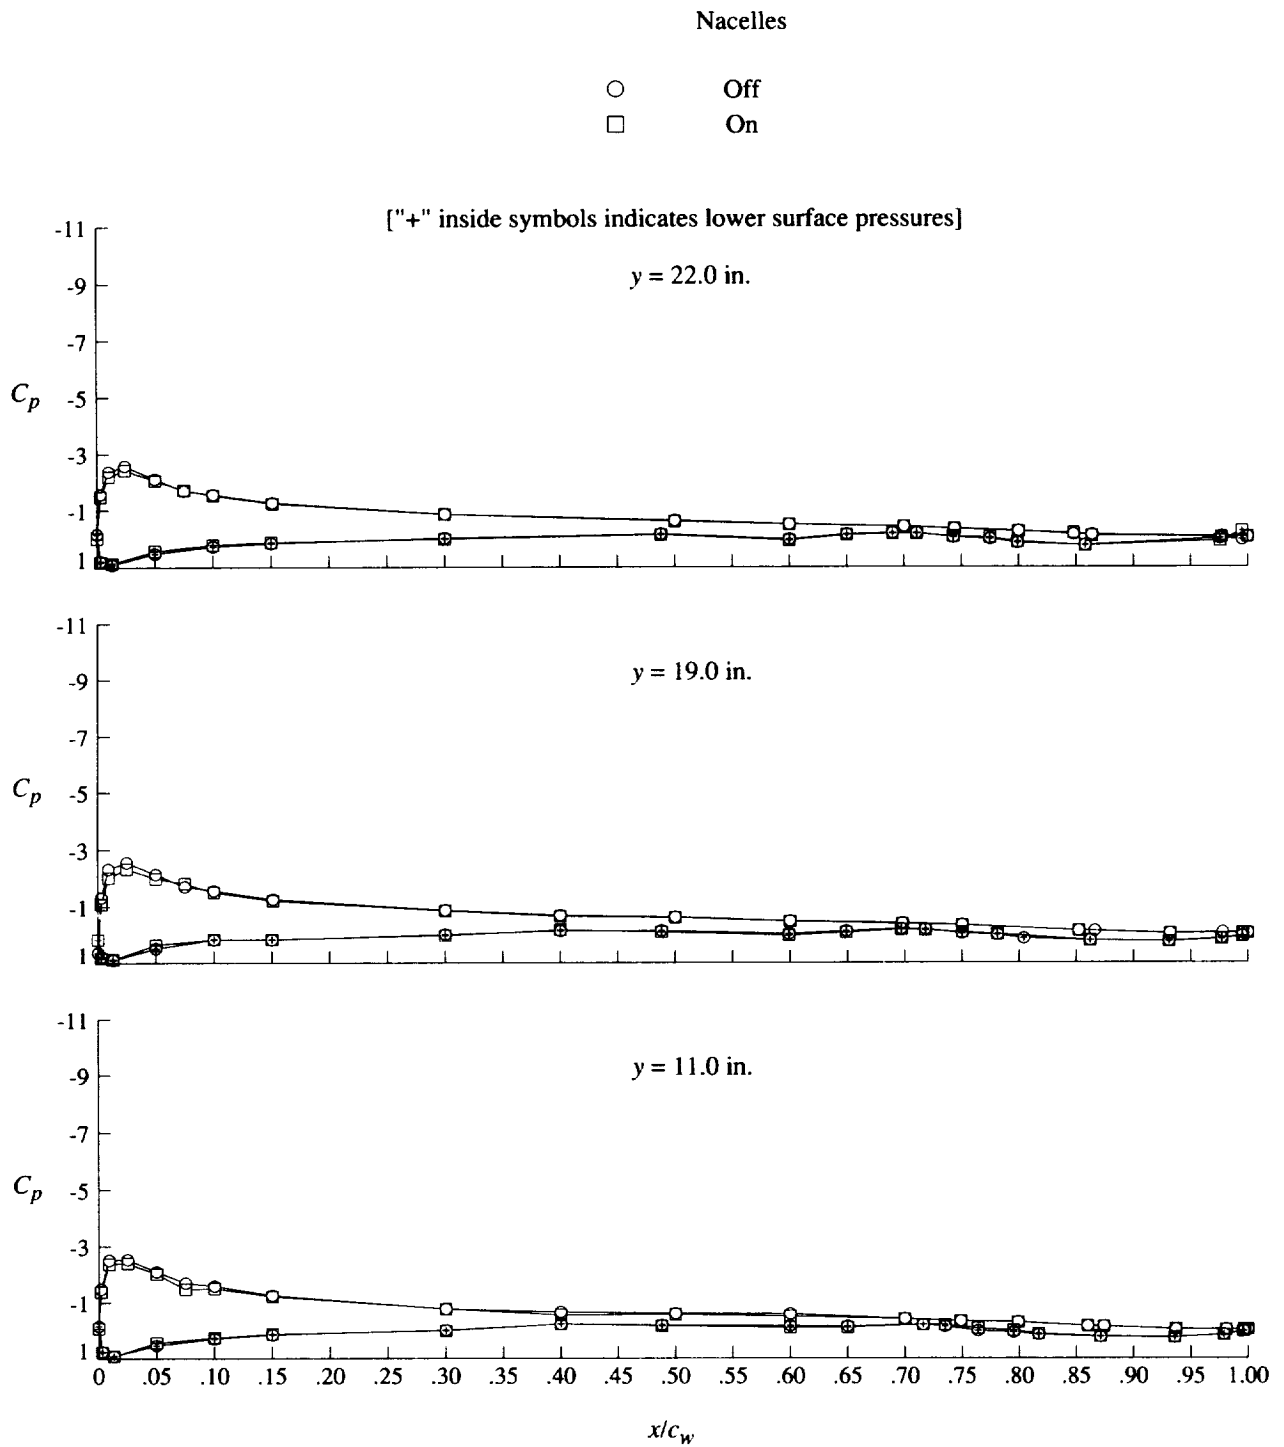 Nacelles
Off
On
["+" inside symbols indicates lower surface pressures]
y = 22.0 in.
-11
-9
-7
-5
-3
-1
1
C_p
y = 19.0 in.
-11
-9
-7
-5
-3
-1
1
C_p
y = 11.0 in.
-11
-9
-7
-5
-3
-1
1
C_p
0 .05 .10 .15 .20 .25 .30 .35 .40 .45 .50 .55 .60 .65 .70 .75 .80 .85 .90 .95 1.00
x/c_w